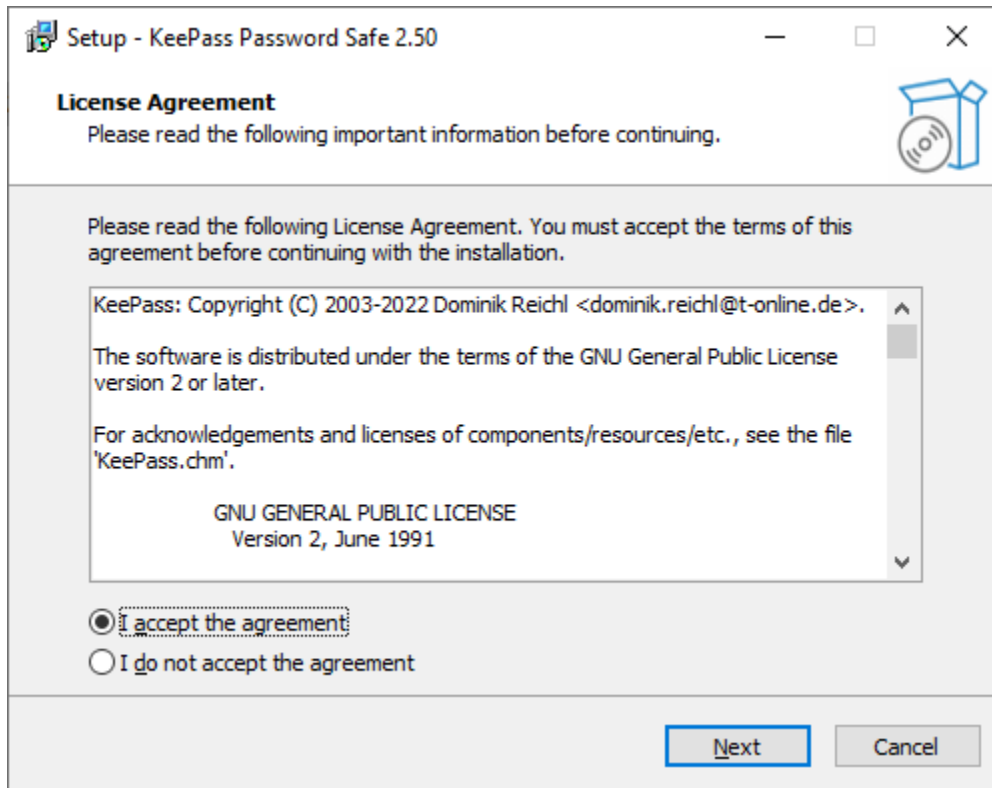 Setup - KeePass Password Safe 2.50
License Agreement
Please read the following important information before continuing.
Please read the following License Agreement. You must accept the terms of this
agreement before continuing with the installation.
KeePass: Copyright (C) 2003-2022 Dominik Reichl <dominik.reichl@t-online.de>.
The software is distributed under the terms of the GNU General Public License
version 2 or later.
For acknowledgements and licenses of components/resources/etc., see the file
'KeePass.chm'.
GNU GENERAL PUBLIC LICENSE
Version 2, June 1991
I accept the agreement
I do not accept the agreement
Next
Cancel